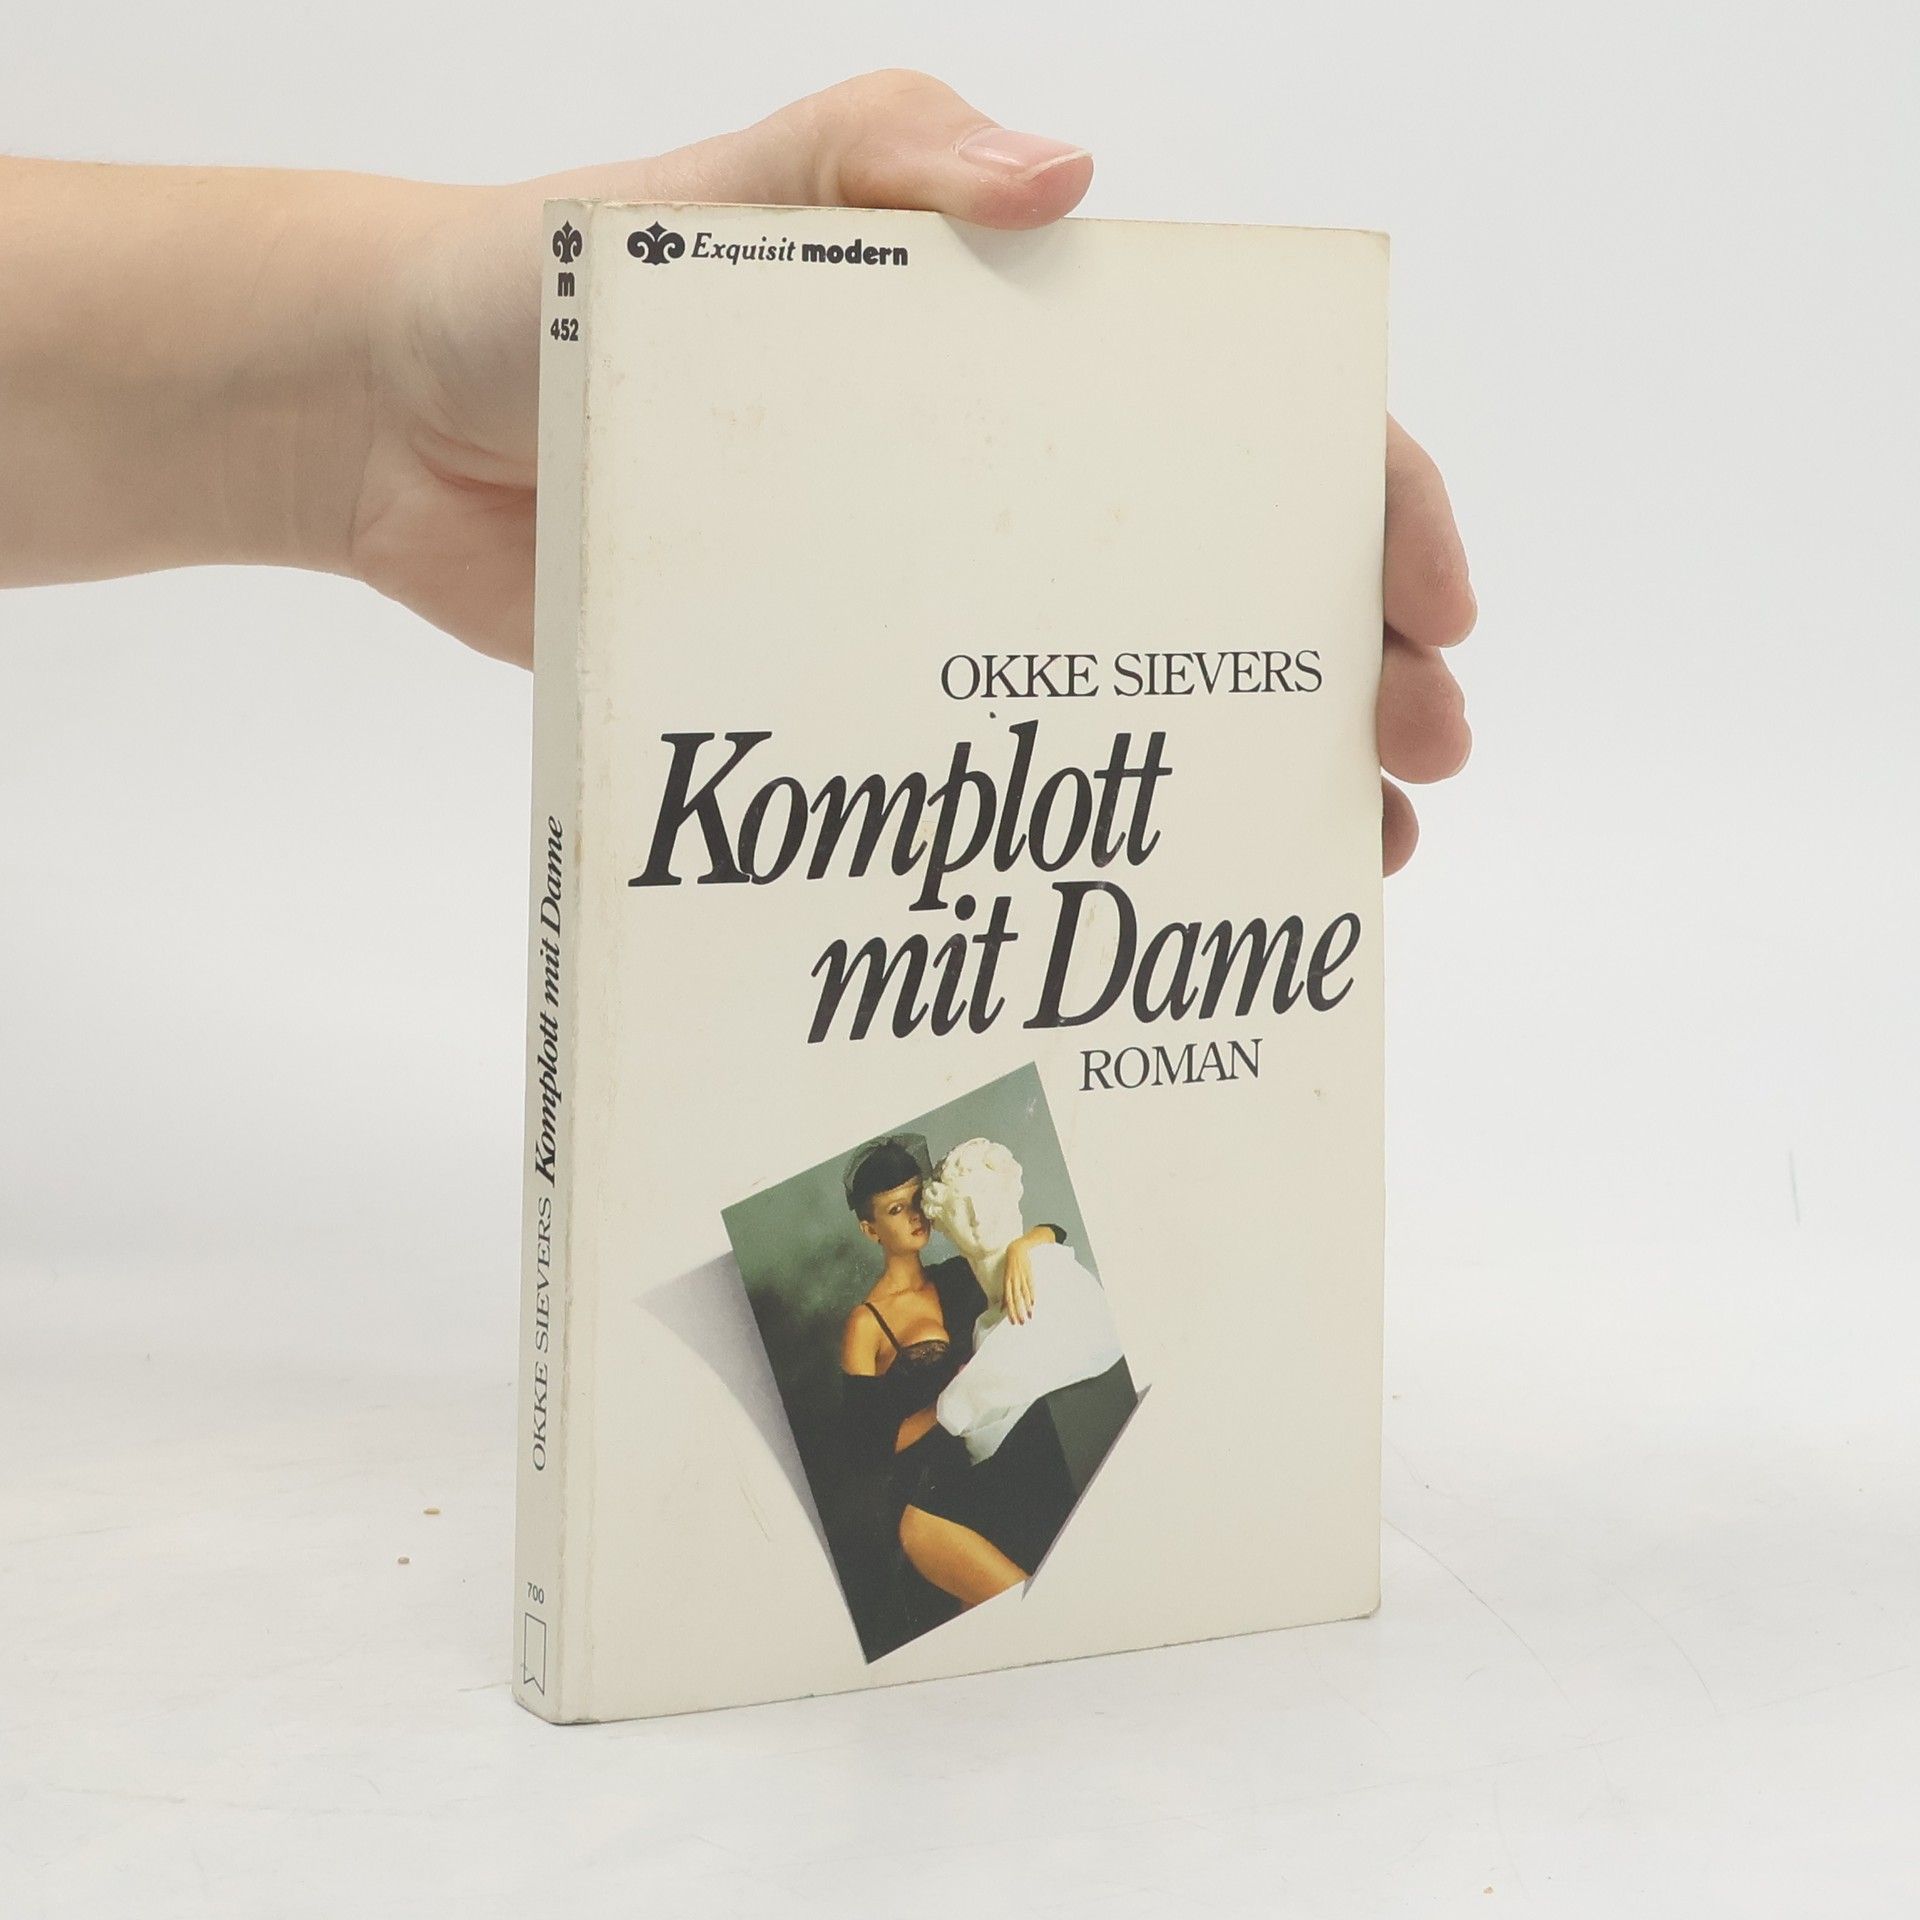 m
452
OKKE SIEVERS Komplott mit Dame
700
Exquisit modern
OKKE SIEVERS
Komplott
mit Dame
ROMAN